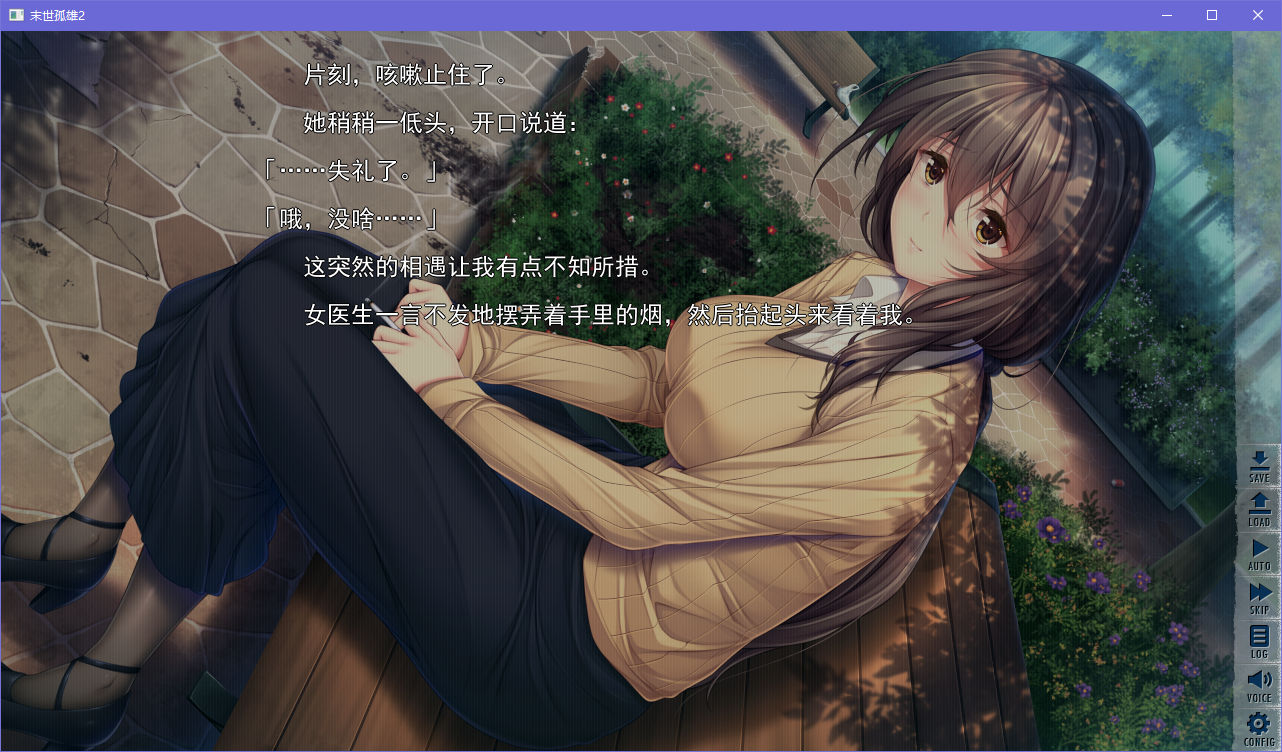 末世孤雄2
片刻，咳嗽止住了。
她稍稍一低头，开口说道：
「……失礼了。」
「哦，没啥……」
这突然的相遇让我有点不知所措。
女医生一言不发地摆弄着手里的烟，然后抬起头来看着我。
SAVE
LOAD
AUTO
SKIP
LOG
VOICE
CONFIG